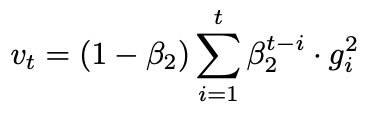 v_t = (1 − β_2) ∑_{i=1}^{t} β_2^{t−i} · g_i^2